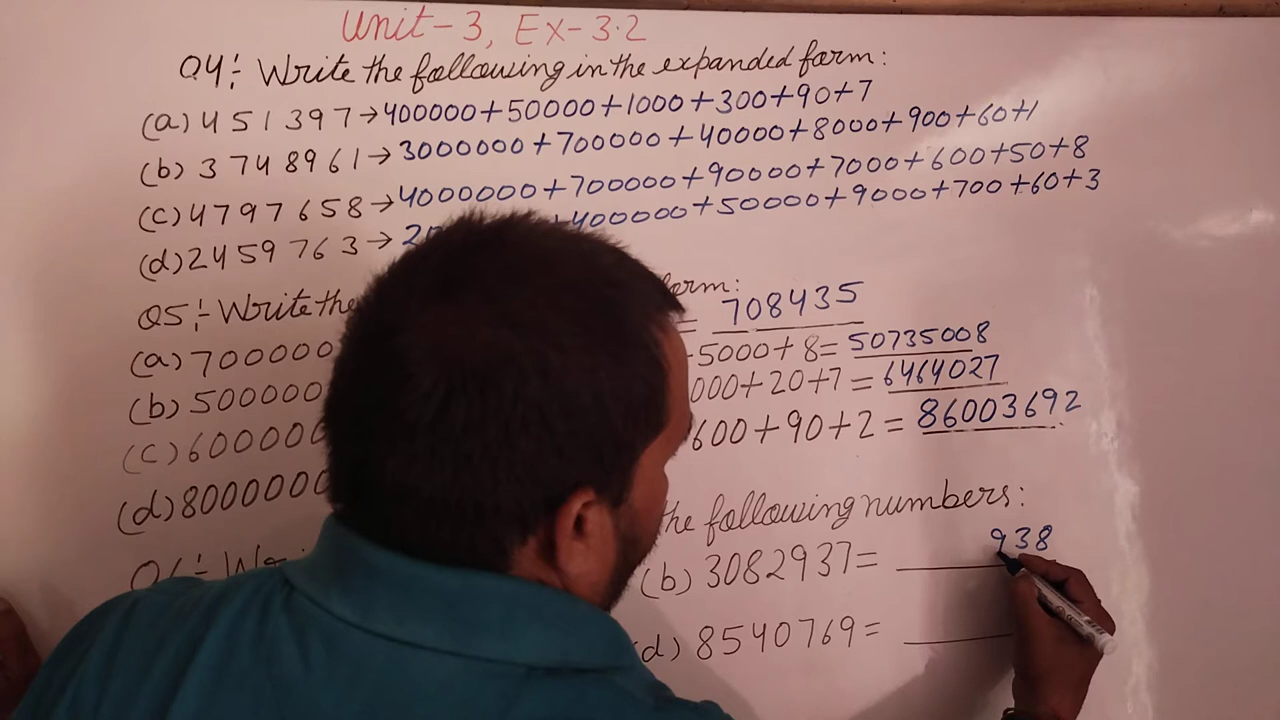 Unit-3, Ex-3.2
Q4:- Write the following in the expanded form:
(a) 451397→400000+50000+1000+300+90+7
(b) 3748961→3000000+700000+40000+8000+900+60+1
(c) 4797658→4000000+700000+90000+7000+600+50+8
(d) 2459763→2 +400000+50000+9000+700+60+3
Q5:- Write the form:
= 708435
(a) 700000 5000+8= 50735008
(b) 500000 000+20+7= 6464027
(c) 600000 600+90+2= 86003692
(d) 8000000
the following numbers:
938
(b) 3082937=
(d) 8540769=